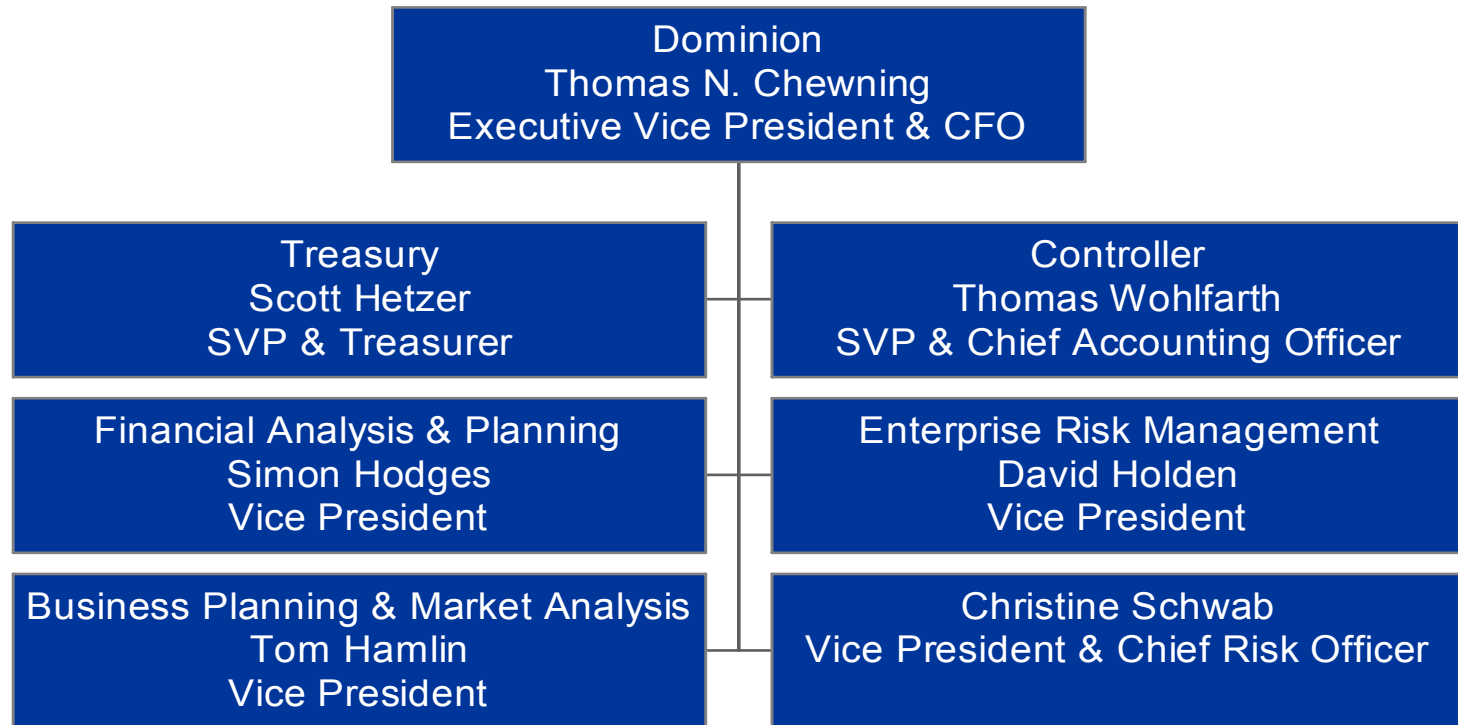 Dominion
Thomas N. Chewning
Executive Vice President & CFO
Treasury
Scott Hetzer
SVP & Treasurer
Controller
Thomas Wohlfarth
SVP & Chief Accounting Officer
Financial Analysis & Planning
Simon Hodges
Vice President
Enterprise Risk Management
David Holden
Vice President
Business Planning & Market Analysis
Tom Hamlin
Vice President
Christine Schwab
Vice President & Chief Risk Officer